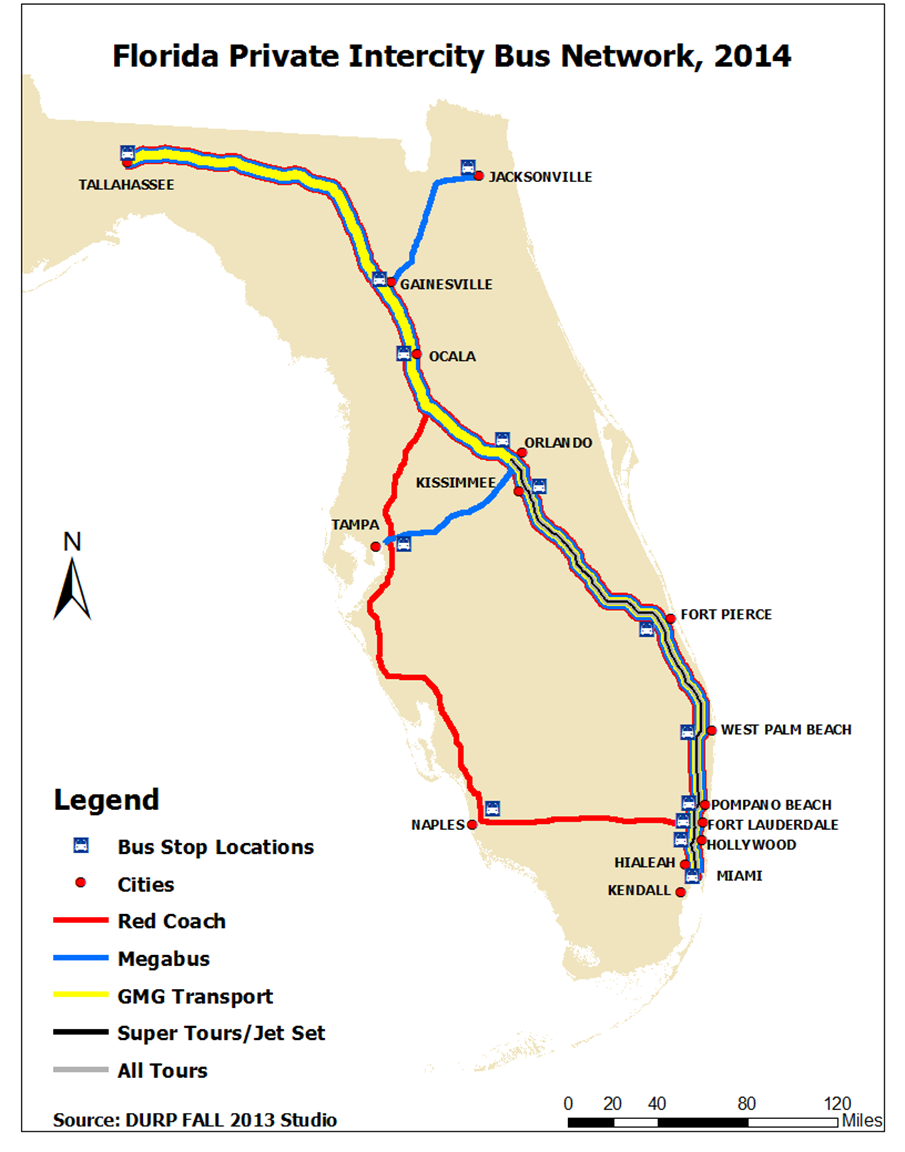 Florida Private Intercity Bus Network, 2014
TALLAHASSEE
JACKSONVILLE
GAINESVILLE
OCALA
ORLANDO
KISSIMMEE
TAMPA
N
FORT PIERCE
WEST PALM BEACH
POMPANO BEACH
FORT LAUDERDALE
NAPLES
HOLLYWOOD
HIALEAH
MIAMI
KENDALL
Legend
Bus Stop Locations
Cities
Red Coach
Megabus
GMG Transport
Super Tours/Jet Set
All Tours
Source: DURP FALL 2013 Studio
0 20 40 80 120
Miles